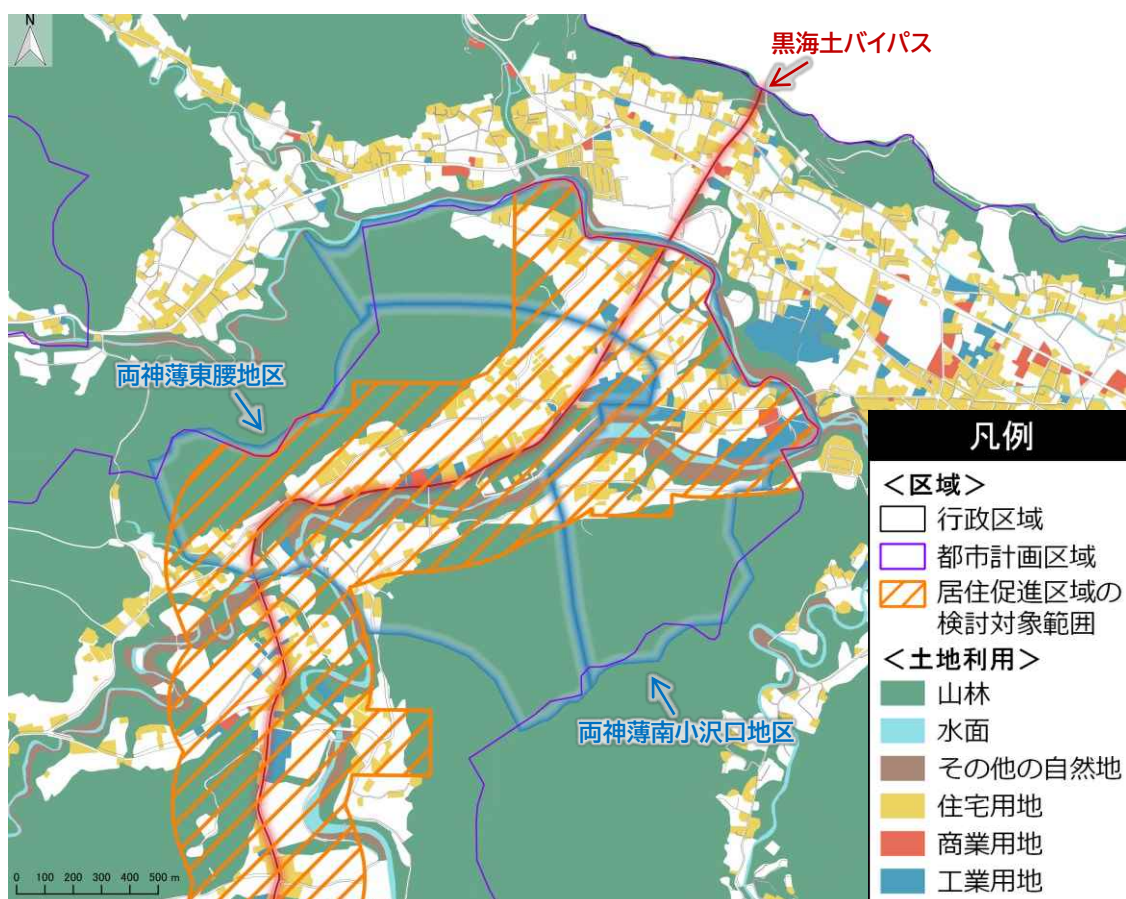 N
黒海土バイパス
両神薄東腰地区
両神薄南小沢口地区
0 100 200 300 400 500 m
凡例
＜区域＞
行政区域
都市計画区域
居住促進区域の
検討対象範囲
＜土地利用＞
山林
水面
その他の自然地
住宅用地
商業用地
工業用地